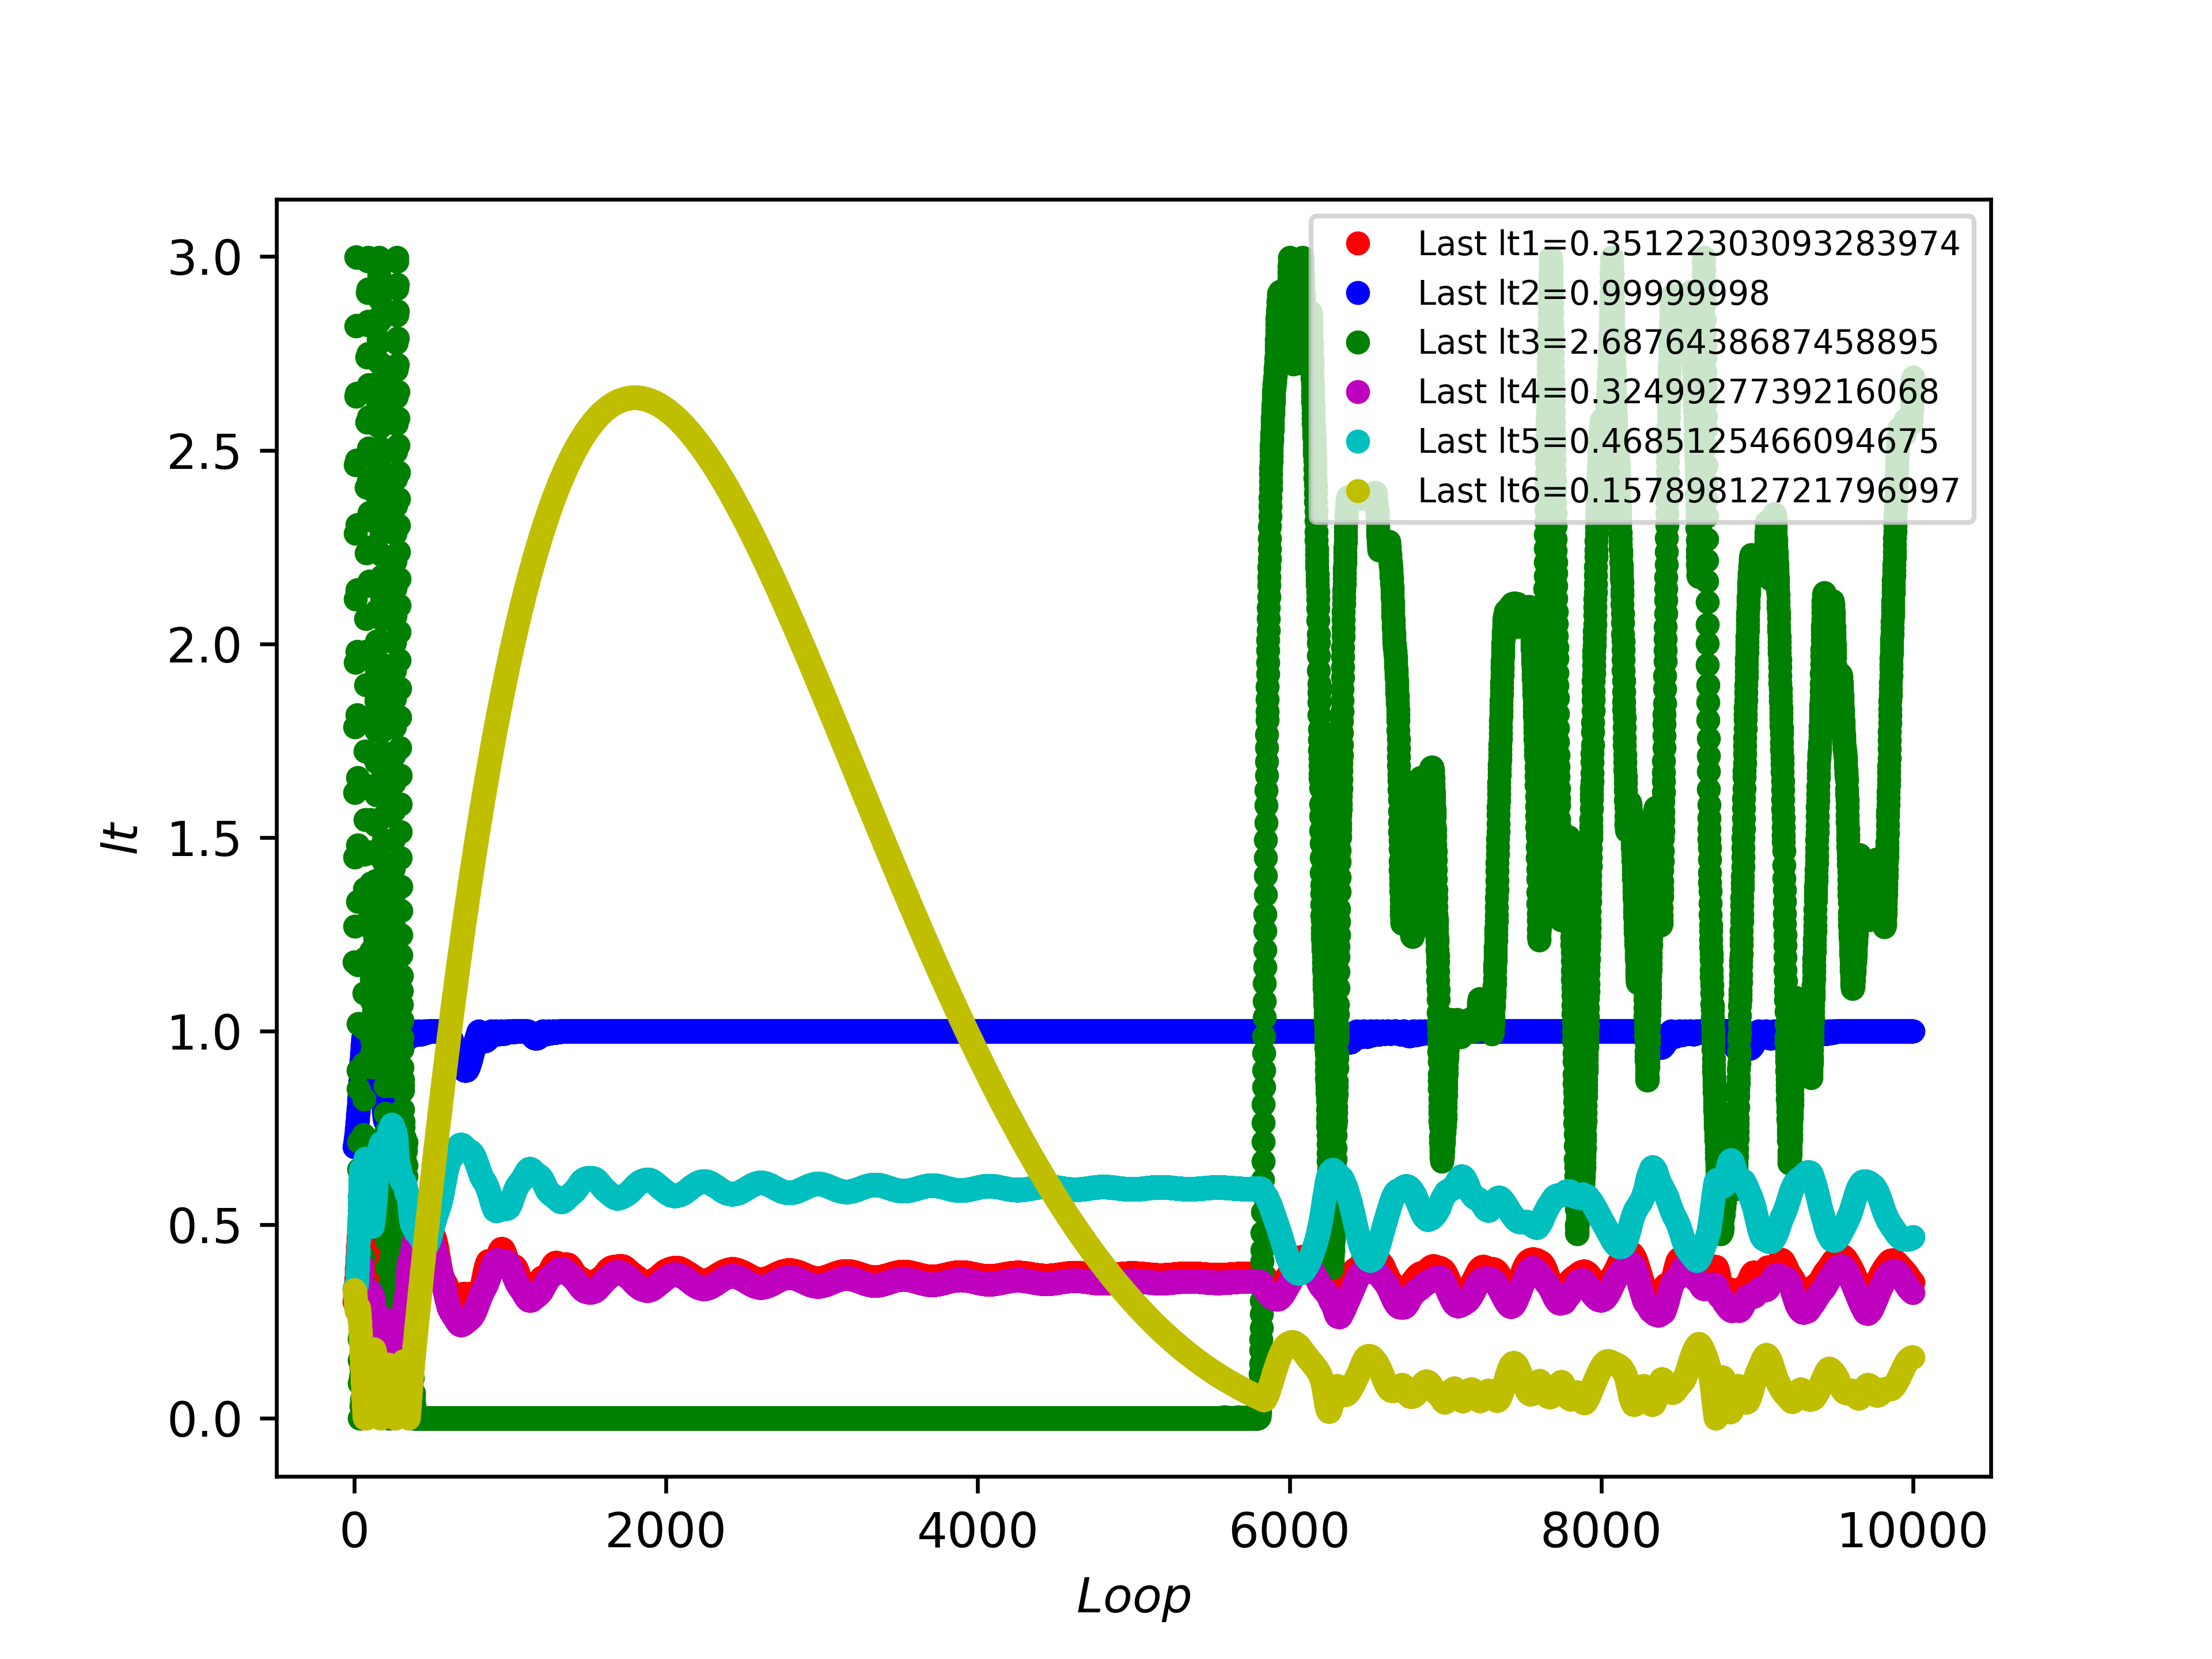 3.0
2.5
2.0
1.5
1.0
0.5
0.0
lt
Last lt1=0.35122303093283974
Last lt2=0.99999998
Last lt3=2.6876438687458895
Last lt4=0.3249927739216068
Last lt5=0.4685125466094675
Last lt6=0.15789812721796997
0 2000 4000 6000 8000 10000
Loop